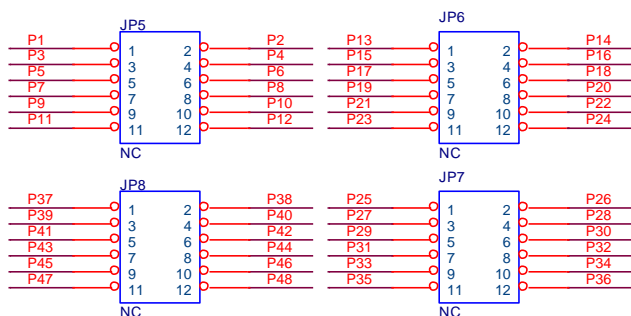 JP5
P1 1 2 P2
P3 3 4 P4
P5 5 6 P6
P7 7 8 P8
P9 9 10 P10
P11 11 12 P12
NC
JP6
P13 1 2 P14
P15 3 4 P16
P17 5 6 P18
P19 7 8 P20
P21 9 10 P22
P23 11 12 P24
NC
JP8
P37 1 2 P38
P39 3 4 P40
P41 5 6 P42
P43 7 8 P44
P45 9 10 P46
P47 11 12 P48
NC
JP7
P25 1 2 P26
P27 3 4 P28
P29 5 6 P30
P31 7 8 P32
P33 9 10 P34
P35 11 12 P36
NC